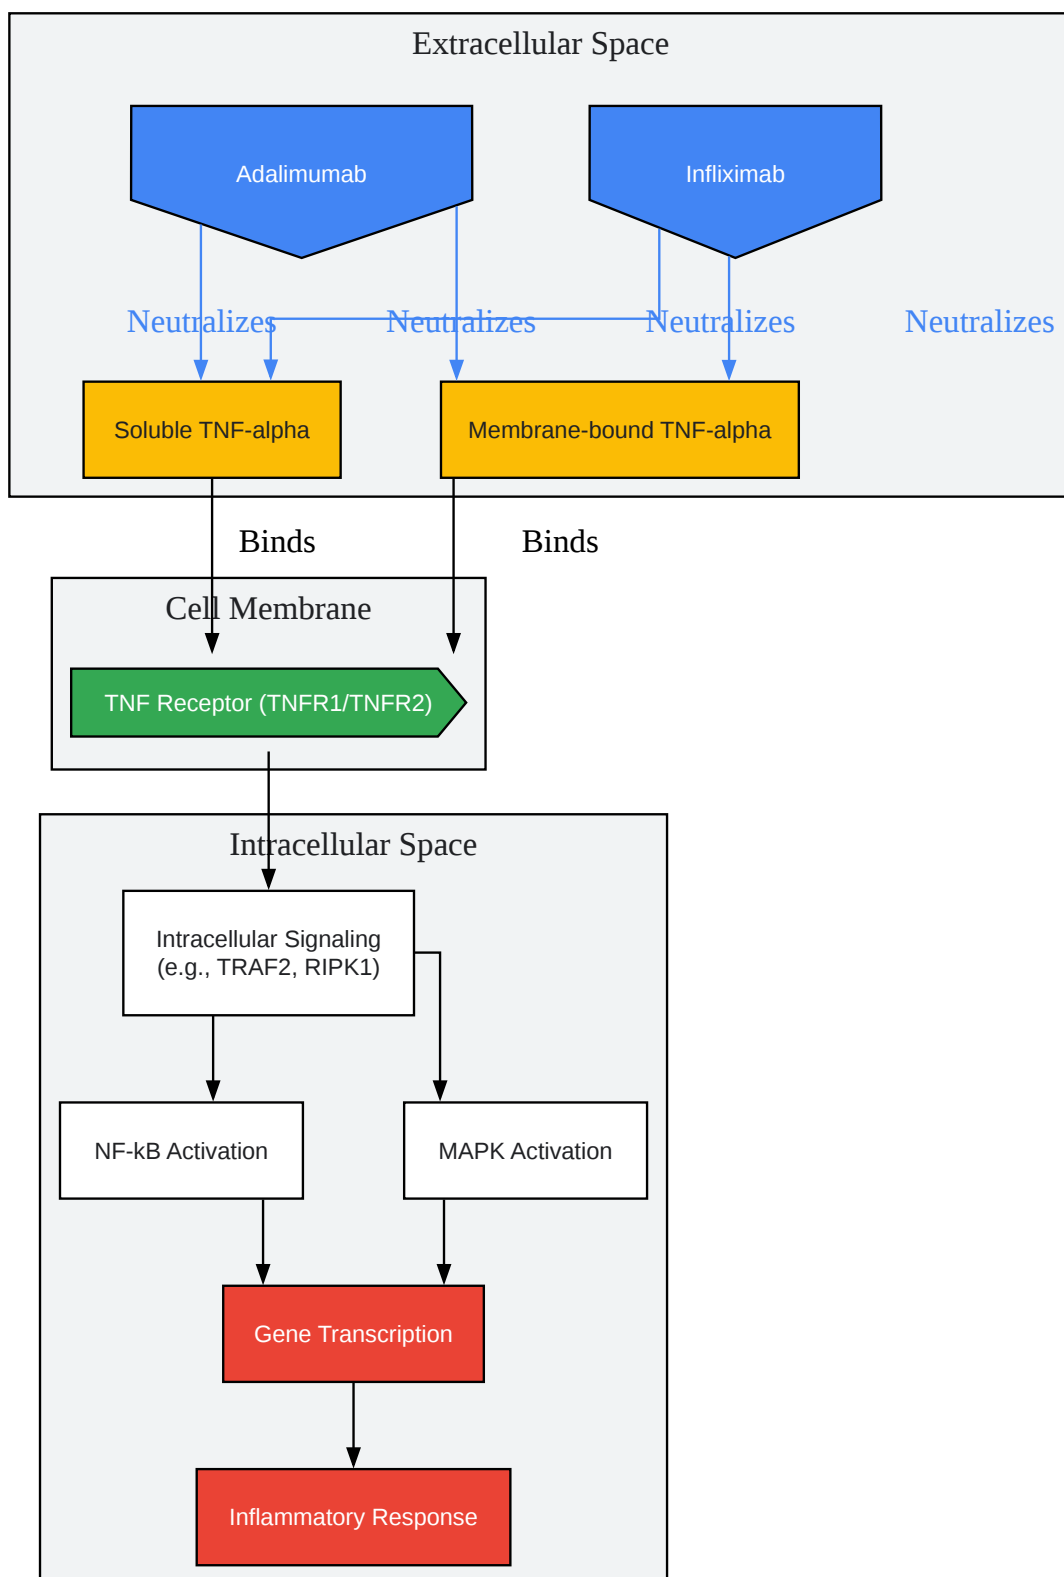 Extracellular Space
Adalimumab
Infliximab
Neutralizes
Neutralizes
Neutralizes
Neutralizes
Soluble TNF-alpha
Membrane-bound TNF-alpha
Binds
Binds
Cell Membrane
TNF Receptor (TNFR1/TNFR2)
Intracellular Space
Intracellular Signaling
(e.g., TRAF2, RIPK1)
NF-kB Activation
MAPK Activation
Gene Transcription
Inflammatory Response